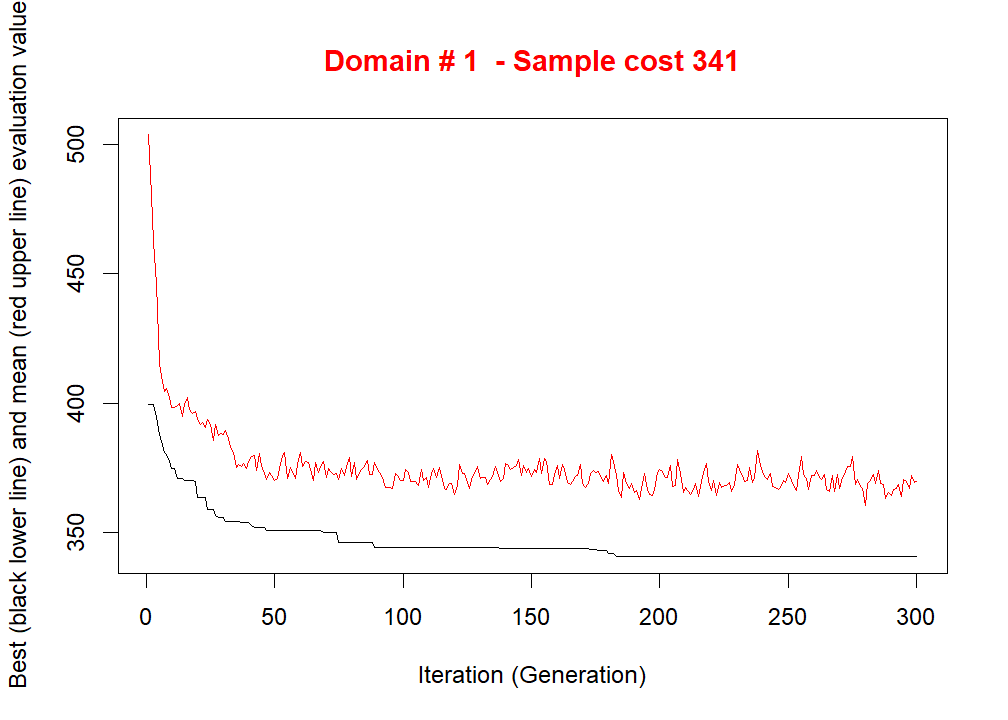 Domain # 1  - Sample cost 341
Best (black lower line) and mean (red upper line) evaluation value
500
450
400
350
0 50 100 150 200 250 300
Iteration (Generation)